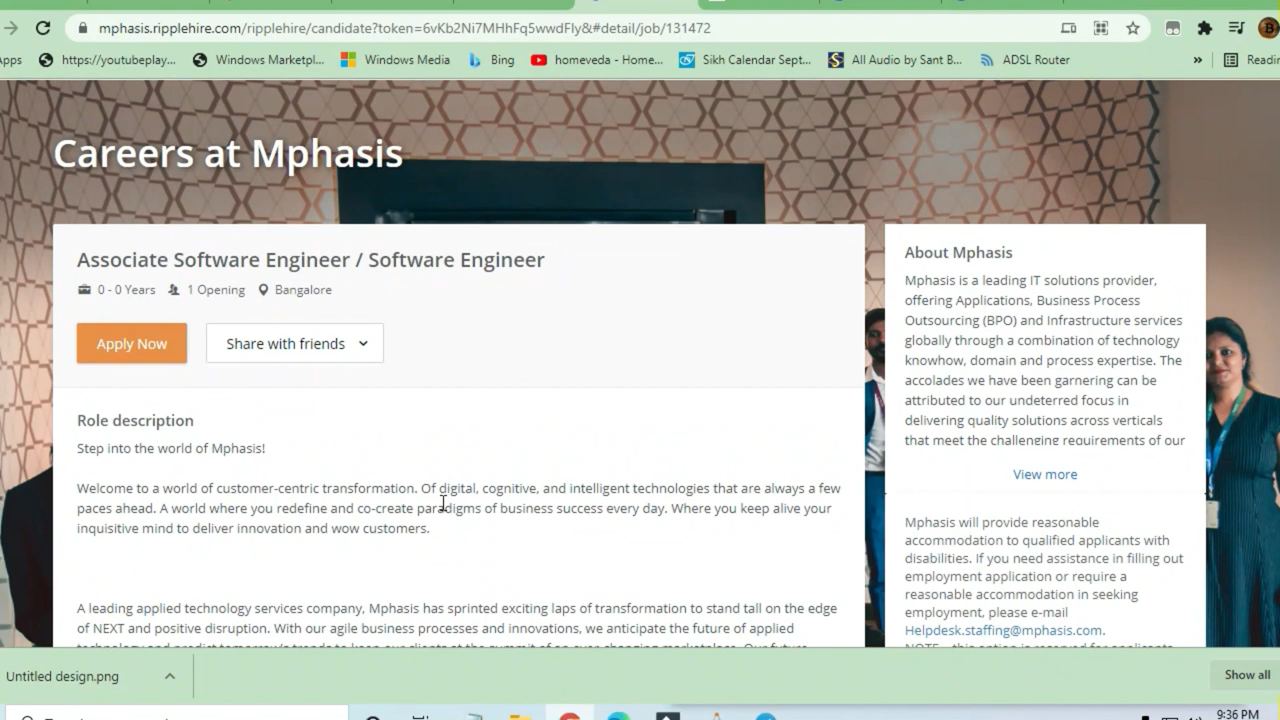 mphasis.ripplehire.com/ripplehire/candidate?token=6vKb2Ni7MHhFq5wwdFIy&#detail/job/131472
pps https://youtubeplay... Windows Marketpl... Windows Media Bing homeveda - Home... Sikh Calendar Sept... All Audio by Sant B... ADSL Router » Readin
Careers at Mphasis
Associate Software Engineer / Software Engineer
0 - 0 Years 1 Opening Bangalore
Apply Now Share with friends
Role description
Step into the world of Mphasis!
Welcome to a world of customer-centric transformation. Of digital, cognitive, and intelligent technologies that are always a few
paces ahead. A world where you redefine and co-create paradigms of business success every day. Where you keep alive your
inquisitive mind to deliver innovation and wow customers.
A leading applied technology services company, Mphasis has sprinted exciting laps of transformation to stand tall on the edge
of NEXT and positive disruption. With our agile business processes and innovations, we anticipate the future of applied
About Mphasis
Mphasis is a leading IT solutions provider,
offering Applications, Business Process
Outsourcing (BPO) and Infrastructure services
globally through a combination of technology
knowhow, domain and process expertise. The
accolades we have been garnering can be
attributed to our undeterred focus in
delivering quality solutions across verticals
that meet the challenging requirements of our
View more
Mphasis will provide reasonable
accommodation to qualified applicants with
disabilities. If you need assistance in filling out
employment application or require a
reasonable accommodation in seeking
employment, please e-mail
Helpdesk.staffing@mphasis.com.
Untitled design.png Show all
9:36 PM